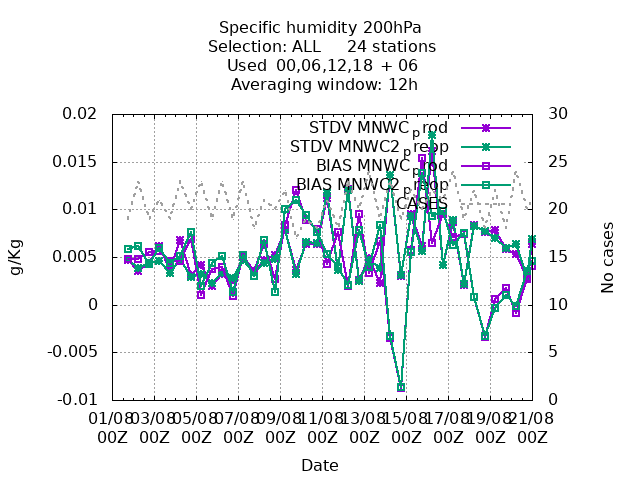 Specific humidity 200hPa
Selection: ALL 24 stations
Used 00,06,12,18 + 06
Averaging window: 12h
0.02
0.015
0.01
0.005
0
-0.005
-0.01
g/Kg
30
25
20
15
10
5
0
No cases
STDV MNWC_prod
STDV MNWC2_preop
BIAS MNWC_prod
BIAS MNWC2_preop
CASES
01/08 03/08 05/08 07/08 09/08 11/08 13/08 15/08 17/08 19/08 21/08
00Z 00Z 00Z 00Z 00Z 00Z 00Z 00Z 00Z 00Z 00Z
Date